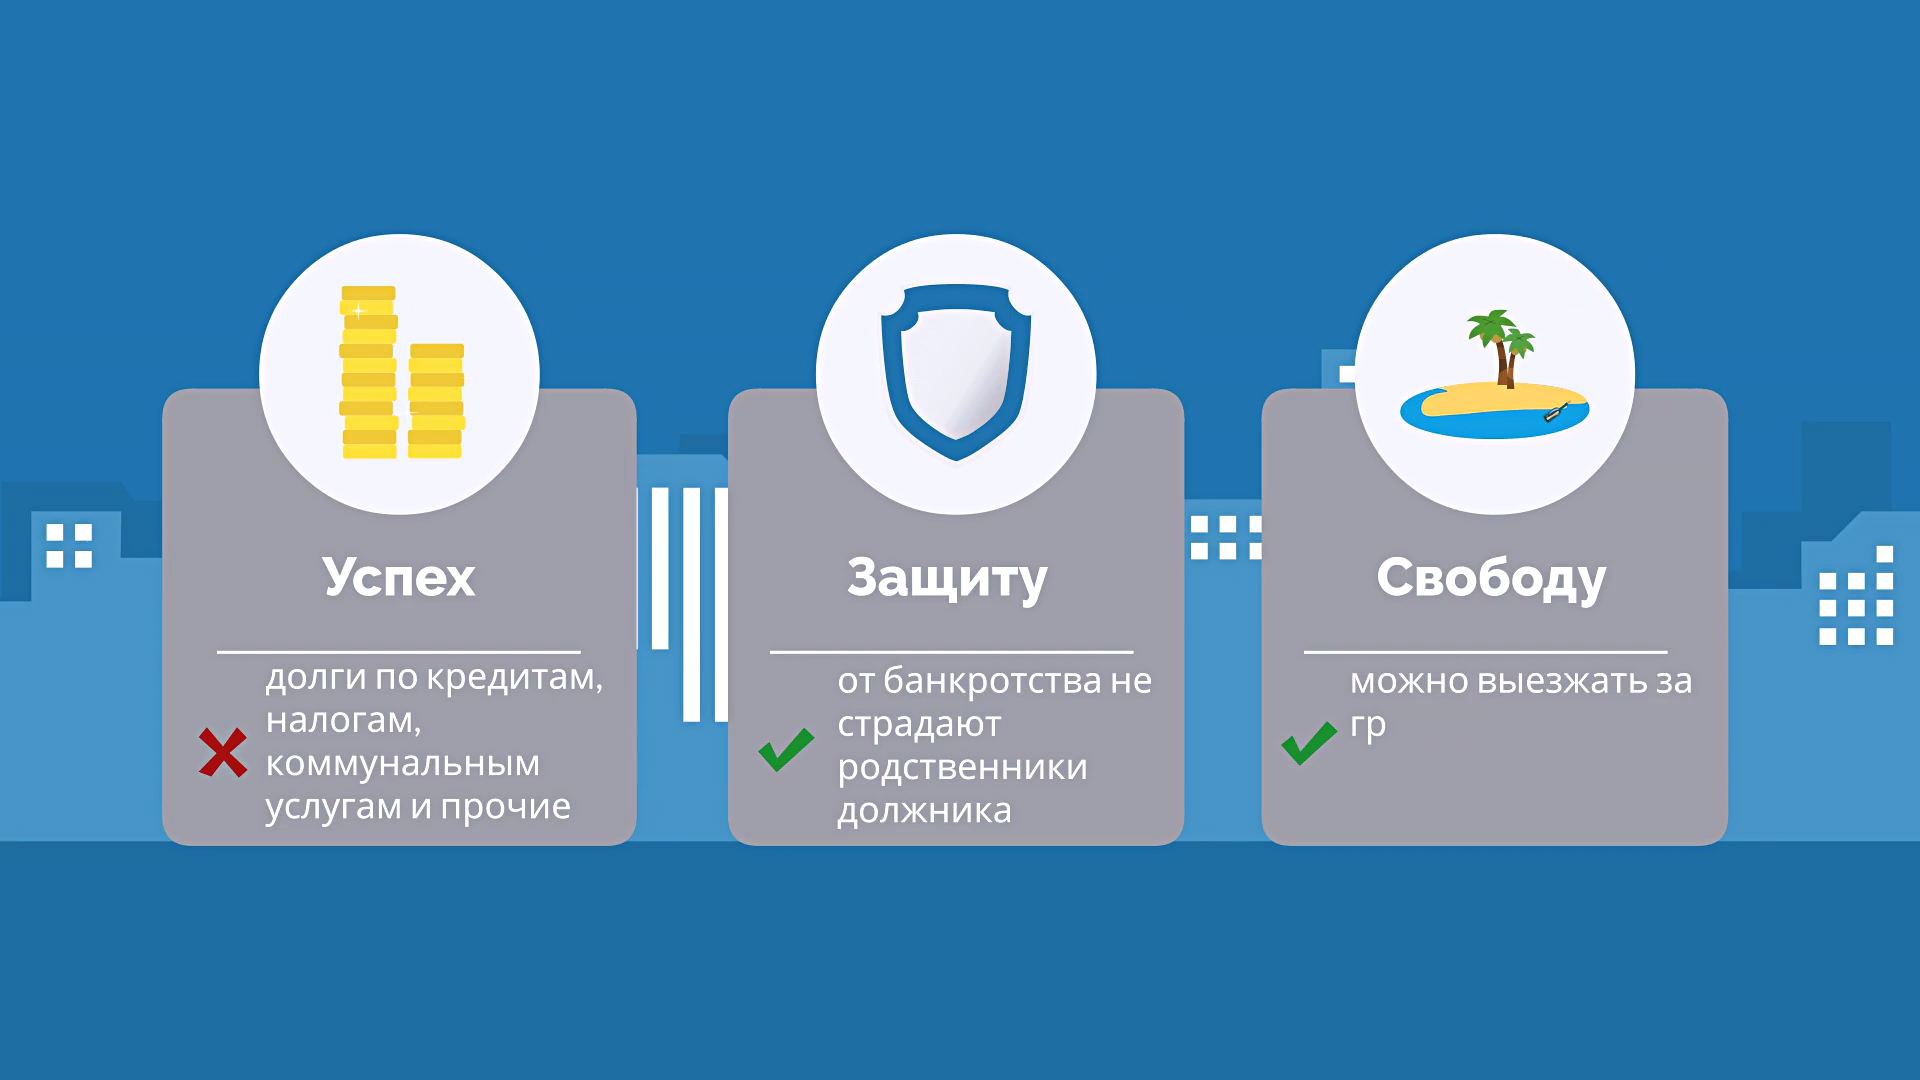 Успех
долги по кредитам,
налогам,
коммунальным
услугам и прочие
Защиту
от банкротства не
страдают
родственники
должника
Свободу
можно выезжать за
гр